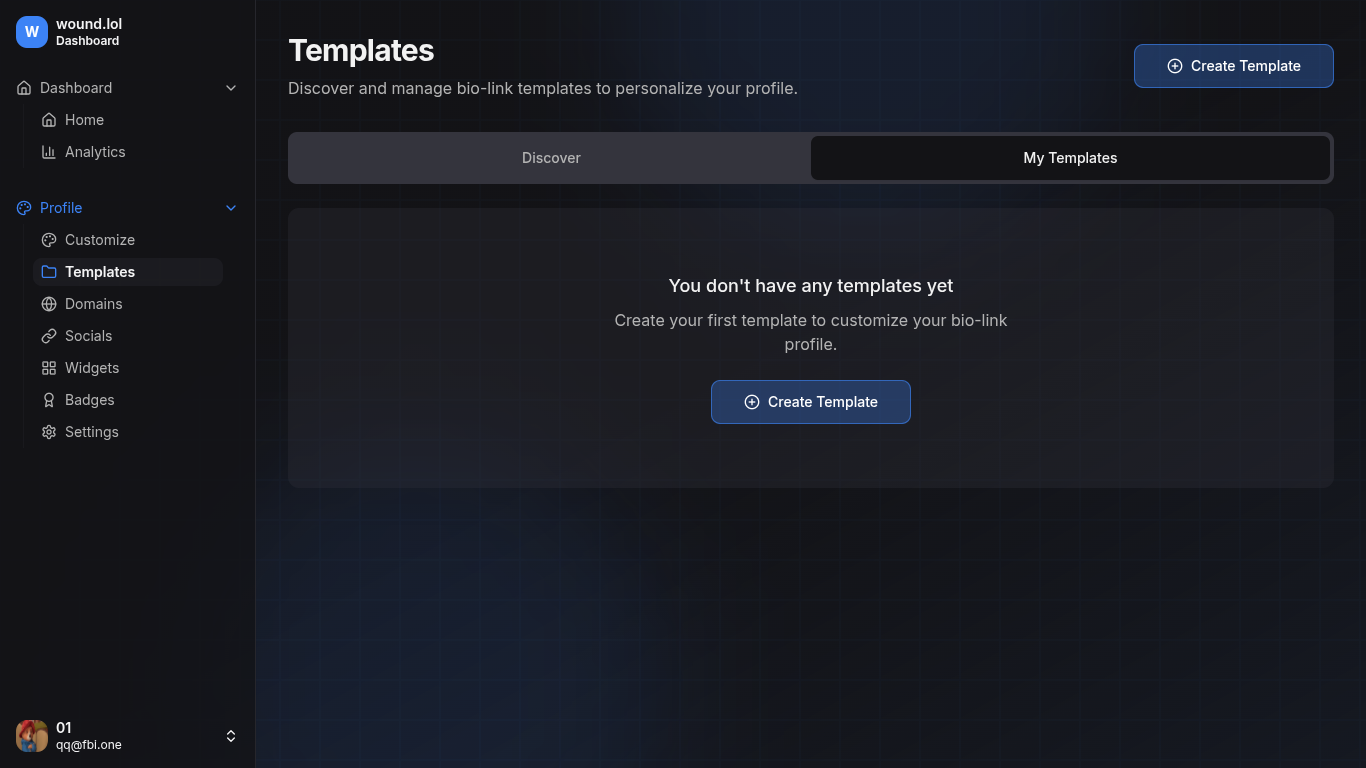 W
wound.lol
Dashboard
Dashboard
Home
Analytics
Profile
Customize
Templates
Domains
Socials
Widgets
Badges
Settings
01
qq@fbi.one
Templates
Discover and manage bio-link templates to personalize your profile.
Create Template
Discover
My Templates
You don't have any templates yet
Create your first template to customize your bio-link
profile.
Create Template